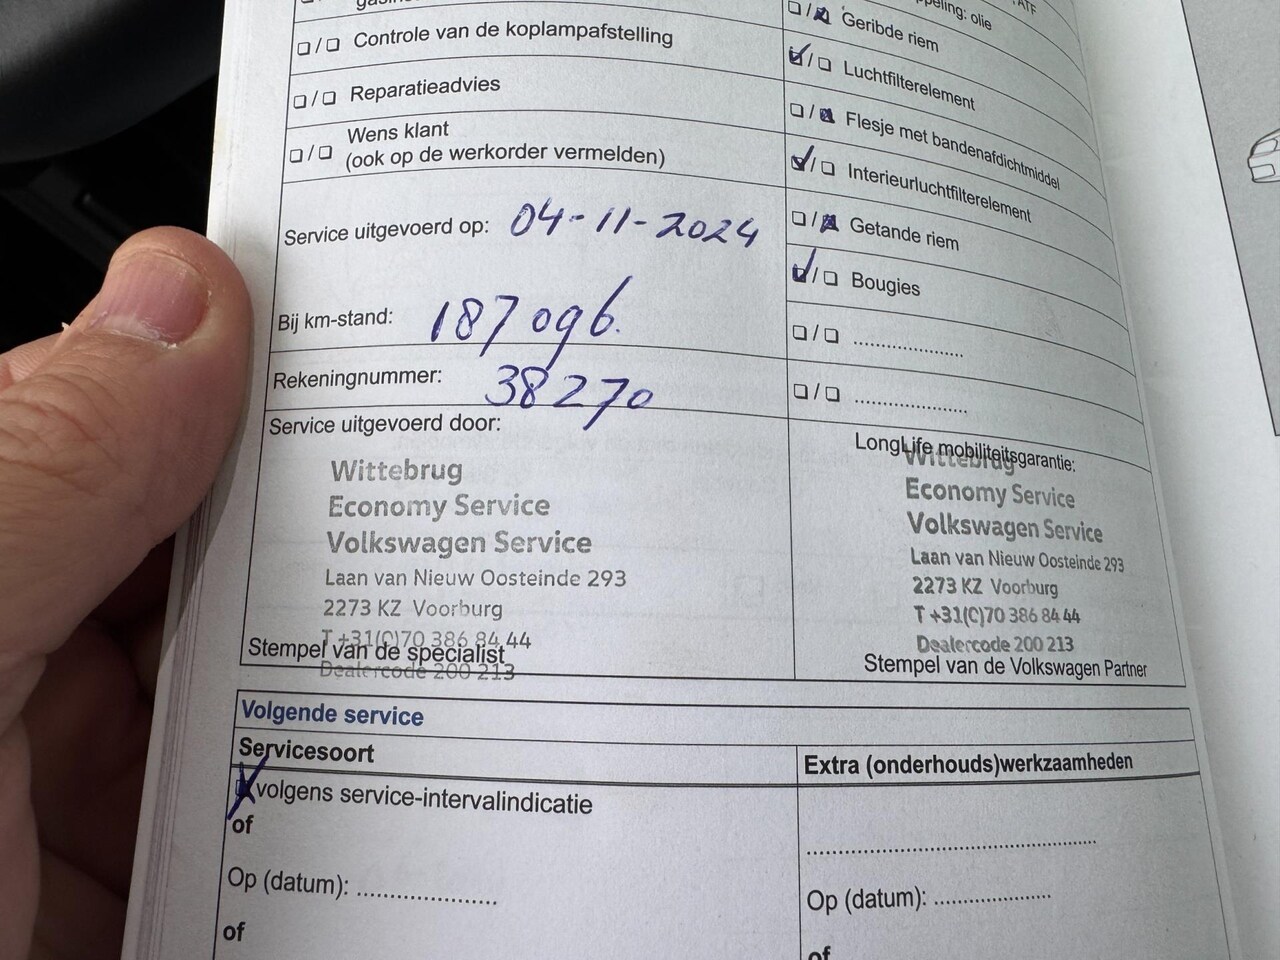 ☐/☐ Controle van de koplampafstelling
☐/☐ Reparatieadvies
☐/☐ Wens klant
(ook op de werkorder vermelden)
Service uitgevoerd op: 04-11-2024
Bij km-stand: 187096.
Rekeningnummer: 38270
Service uitgevoerd door:
Wittebrug
Economy Service
Volkswagen Service
Laan van Nieuw Oosteinde 293
2273 KZ Voorburg
T +31(0)70 386 84 44
Dealercode 200 213
Stempel van de specialist
olie
ATF
Geribde riem
Luchtfilterelement
Flesje met bandenafdichtmiddel
Interieurluchtfilterelement
Getande riem
Bougies
☐/☐ ....................
☐/☐ ....................
LongLife mobiliteitsgarantie:
Wittebrug
Economy Service
Volkswagen Service
Laan van Nieuw Oosteinde 293
2273 KZ Voorburg
T +31(0)70 386 84 44
Dealercode 200 213
Stempel van de Volkswagen Partner
Volgende service
Servicesoort
volgens service-intervalindicatie
of
Op (datum): ....................
of
Extra (onderhouds)werkzaamheden
........................................
Op (datum): ....................
of